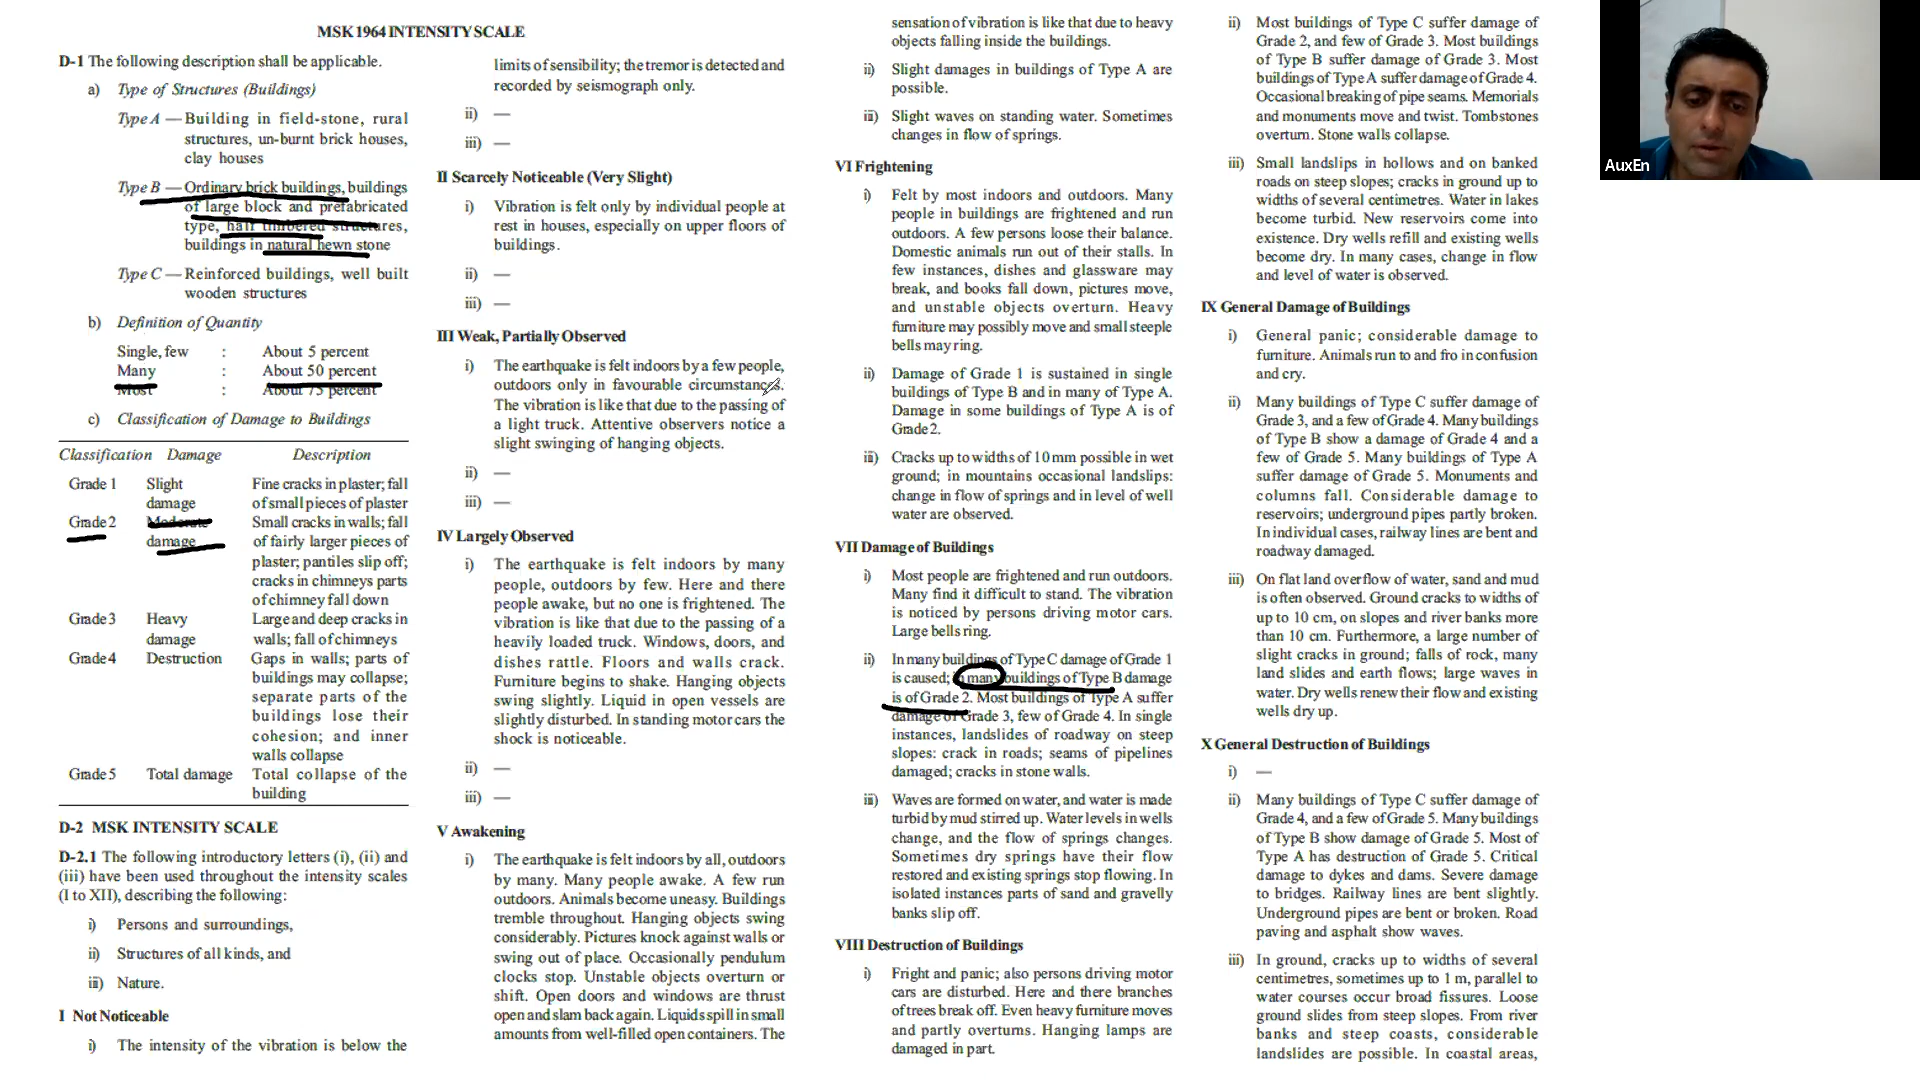 MSK 1964 INTENSITY SCALE
D-1 The following description shall be applicable.
a) Type of Structures (Buildings)
Type A — Building in field-stone, rural
structures, un-burnt brick houses,
clay houses
Type B — Ordinary brick buildings, buildings
of large block and prefabricated
type, half timbered structures,
buildings in natural hewn stone
Type C — Reinforced buildings, well built
wooden structures
b) Definition of Quantity
Single, few : About 5 percent
Many : About 50 percent
Most : About 75 percent
c) Classification of Damage to Buildings
Classification Damage Description
Grade 1 Slight Fine cracks in plaster; fall
damage of small pieces of plaster
Grade 2 Moderate Small cracks in walls; fall
damage of fairly larger pieces of
plaster; pantiles slip off;
cracks in chimneys parts
of chimney fall down
Grade 3 Heavy Large and deep cracks in
damage walls; fall of chimneys
Grade 4 Destruction Gaps in walls; parts of
buildings may collapse;
separate parts of the
buildings lose their
cohesion; and inner
walls collapse
Grade 5 Total damage Total collapse of the
building
D-2 MSK INTENSITY SCALE
D-2.1 The following introductory letters (i), (ii) and
(iii) have been used throughout the intensity scales
(I to XII), describing the following:
i) Persons and surroundings,
ii) Structures of all kinds, and
iii) Nature.
I Not Noticeable
i) The intensity of the vibration is below the
limits of sensibility; the tremor is detected and
recorded by seismograph only.
ii) —
iii) —
II Scarcely Noticeable (Very Slight)
i) Vibration is felt only by individual people at
rest in houses, especially on upper floors of
buildings.
ii) —
iii) —
III Weak, Partially Observed
i) The earthquake is felt indoors by a few people,
outdoors only in favourable circumstances.
The vibration is like that due to the passing of
a light truck. Attentive observers notice a
slight swinging of hanging objects.
ii) —
iii) —
IV Largely Observed
i) The earthquake is felt indoors by many
people, outdoors by few. Here and there
people awake, but no one is frightened. The
vibration is like that due to the passing of a
heavily loaded truck. Windows, doors, and
dishes rattle. Floors and walls crack.
Furniture begins to shake. Hanging objects
swing slightly. Liquid in open vessels are
slightly disturbed. In standing motor cars the
shock is noticeable.
ii) —
iii) —
V Awakening
i) The earthquake is felt indoors by all, outdoors
by many. Many people awake. A few run
outdoors. Animals become uneasy. Buildings
tremble throughout. Hanging objects swing
considerably. Pictures knock against walls or
swing out of place. Occasionally pendulum
clocks stop. Unstable objects overturn or
shift. Open doors and windows are thrust
open and slam back again. Liquids spill in small
amounts from well-filled open containers. The
sensation of vibration is like that due to heavy
objects falling inside the buildings.
ii) Slight damages in buildings of Type A are
possible.
iii) Slight waves on standing water. Sometimes
changes in flow of springs.
VI Frightening
i) Felt by most indoors and outdoors. Many
people in buildings are frightened and run
outdoors. A few persons loose their balance.
Domestic animals run out of their stalls. In
few instances, dishes and glassware may
break, and books fall down, pictures move,
and unstable objects overturn. Heavy
furniture may possibly move and small steeple
bells may ring.
ii) Damage of Grade 1 is sustained in single
buildings of Type B and in many of Type A.
Damage in some buildings of Type A is of
Grade 2.
iii) Cracks up to widths of 10 mm possible in wet
ground; in mountains occasional landslips:
change in flow of springs and in level of well
water are observed.
VII Damage of Buildings
i) Most people are frightened and run outdoors.
Many find it difficult to stand. The vibration
is noticed by persons driving motor cars.
Large bells ring.
ii) In many buildings of Type C damage of Grade 1
is caused; in many buildings of Type B damage
is of Grade 2. Most buildings of Type A suffer
damage of Grade 3, few of Grade 4. In single
instances, landslides of roadway on steep
slopes: crack in roads; seams of pipelines
damaged; cracks in stone walls.
iii) Waves are formed on water, and water is made
turbid by mud stirred up. Water levels in wells
change, and the flow of springs changes.
Sometimes dry springs have their flow
restored and existing springs stop flowing. In
isolated instances parts of sand and gravelly
banks slip off.
VIII Destruction of Buildings
i) Fright and panic; also persons driving motor
cars are disturbed. Here and there branches
of trees break off. Even heavy furniture moves
and partly overturns. Hanging lamps are
damaged in part.
ii) Most buildings of Type C suffer damage of
Grade 2, and few of Grade 3. Most buildings
of Type B suffer damage of Grade 3. Most
buildings of Type A suffer damage of Grade 4.
Occasional breaking of pipe seams. Memorials
and monuments move and twist. Tombstones
overturn. Stone walls collapse.
iii) Small landslips in hollows and on banked
roads on steep slopes; cracks in ground up to
widths of several centimetres. Water in lakes
become turbid. New reservoirs come into
existence. Dry wells refill and existing wells
become dry. In many cases, change in flow
and level of water is observed.
IX General Damage of Buildings
i) General panic; considerable damage to
furniture. Animals run to and fro in confusion
and cry.
ii) Many buildings of Type C suffer damage of
Grade 3, and a few of Grade 4. Many buildings
of Type B show a damage of Grade 4 and a
few of Grade 5. Many buildings of Type A
suffer damage of Grade 5. Monuments and
columns fall. Considerable damage to
reservoirs; underground pipes partly broken.
In individual cases, railway lines are bent and
roadway damaged.
iii) On flat land overflow of water, sand and mud
is often observed. Ground cracks to widths of
up to 10 cm, on slopes and river banks more
than 10 cm. Furthermore, a large number of
slight cracks in ground; falls of rock, many
land slides and earth flows; large waves in
water. Dry wells renew their flow and existing
wells dry up.
X General Destruction of Buildings
i) —
ii) Many buildings of Type C suffer damage of
Grade 4, and a few of Grade 5. Many buildings
of Type B show damage of Grade 5. Most of
Type A has destruction of Grade 5. Critical
damage to dykes and dams. Severe damage
to bridges. Railway lines are bent slightly.
Underground pipes are bent or broken. Road
paving and asphalt show waves.
iii) In ground, cracks up to widths of several
centimetres, sometimes up to 1 m, parallel to
water courses occur broad fissures. Loose
ground slides from steep slopes. From river
banks and steep coasts, considerable
landslides are possible. In coastal areas,
AuxEn